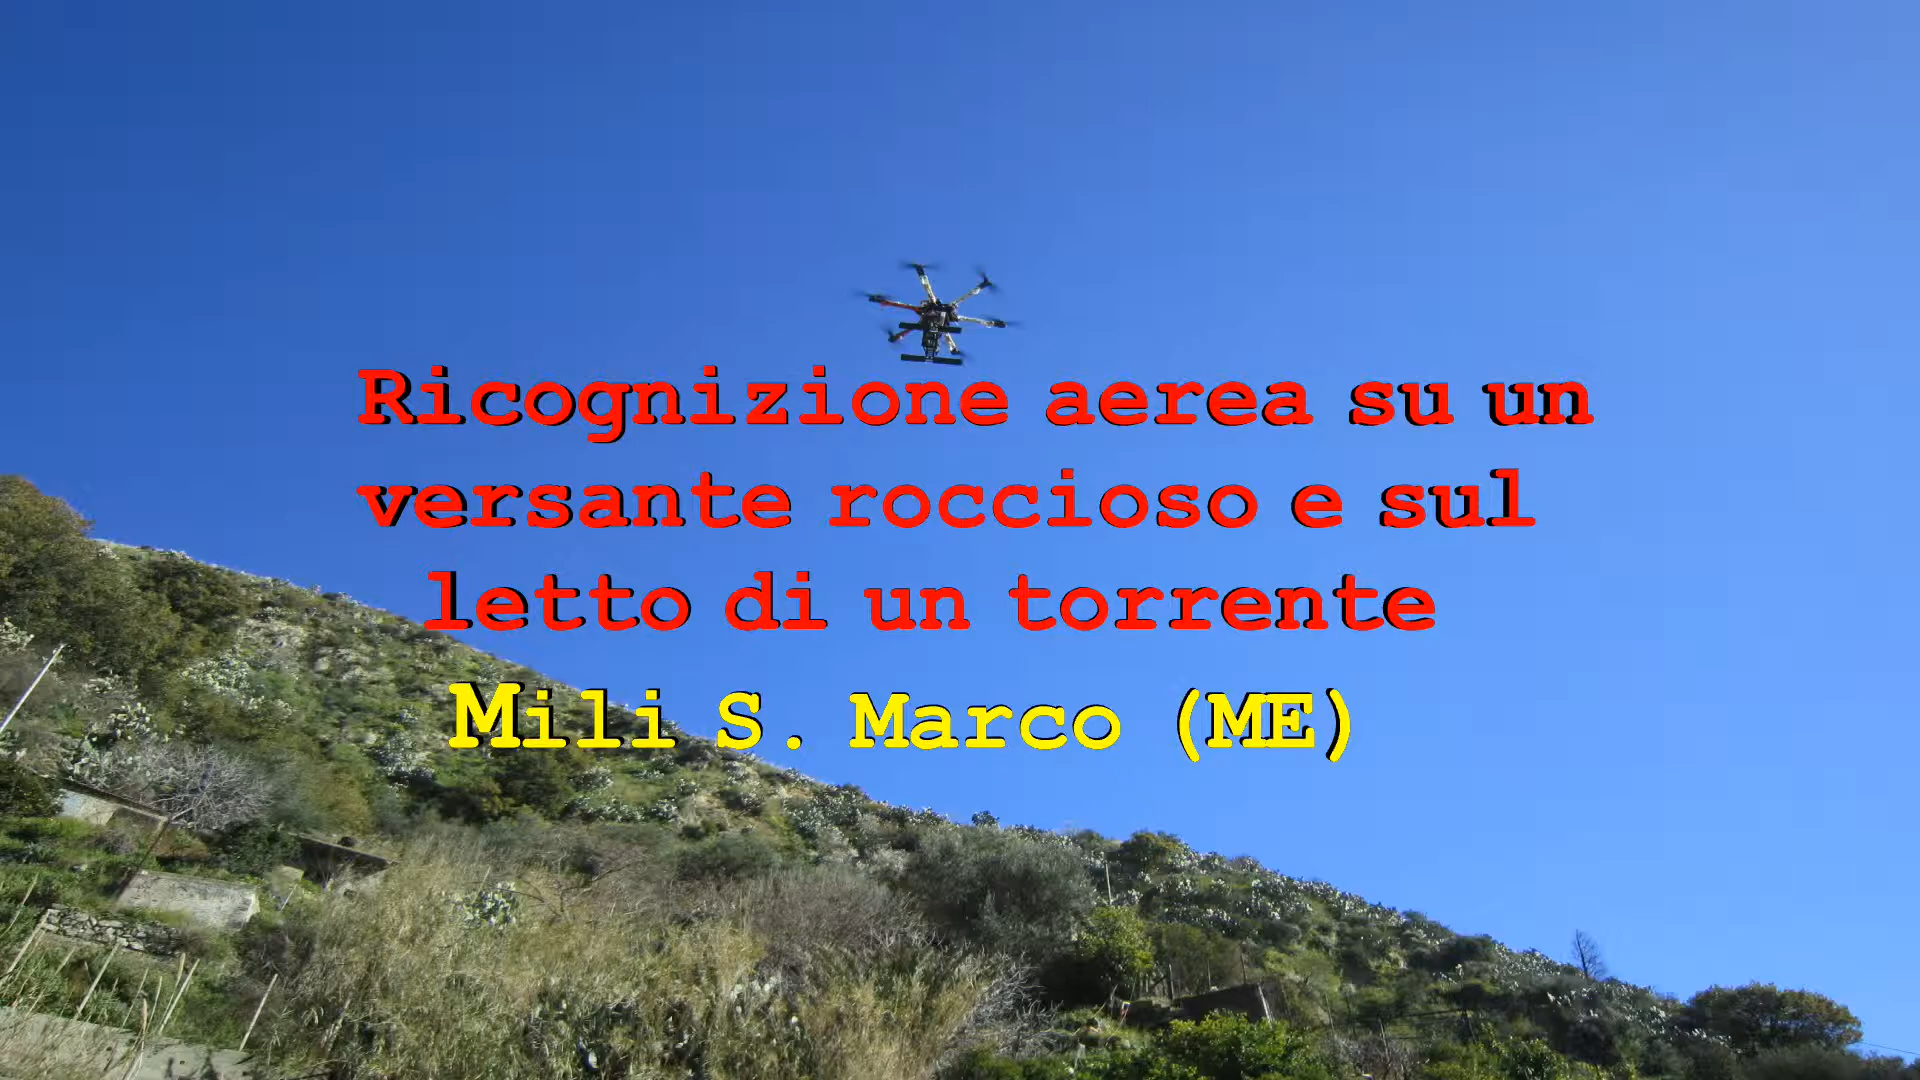 Ricognizione aerea su un
versante roccioso e sul
letto di un torrente
Mili S. Marco (ME)